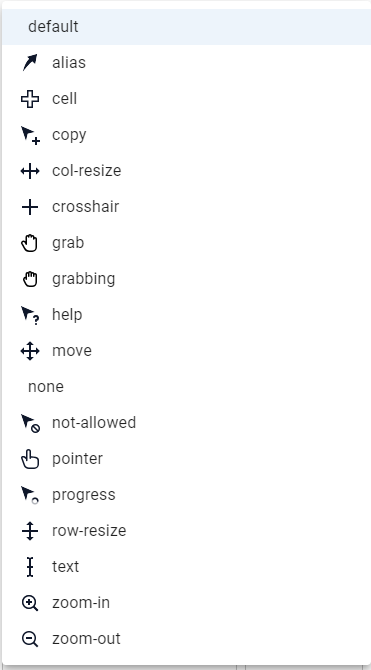 default
alias
cell
copy
col-resize
crosshair
grab
grabbing
help
move
none
not-allowed
pointer
progress
row-resize
text
zoom-in
zoom-out